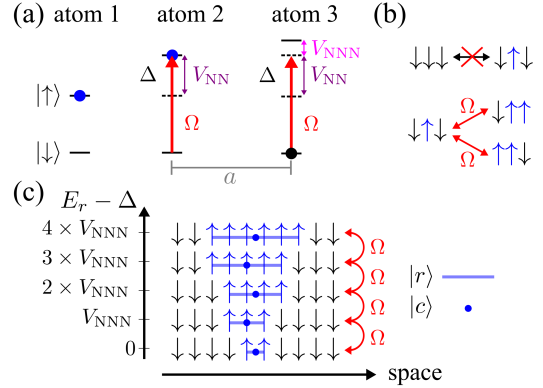 (a) atom 1 atom 2 atom 3
(b)
V_NNN
Δ V_NN Δ V_NN
|↑⟩
Ω Ω
|↓⟩
a
↓↓↓ ↓↑↓
Ω ↓↑↑
↓↑↓
Ω ↑↑↓
(c) E_r − Δ
4 × V_NNN ↓↓↑↑↑↑↑↑↓↓
Ω
3 × V_NNN ↓↓↑↑↑↑↑↓↓↓
Ω
|r⟩
2 × V_NNN ↓↓↓↑↑↑↑↓↓↓
Ω
|c⟩
V_NNN ↓↓↓↑↑↑↓↓↓↓
Ω
0 ↓↓↓↓↑↑↓↓↓↓
space